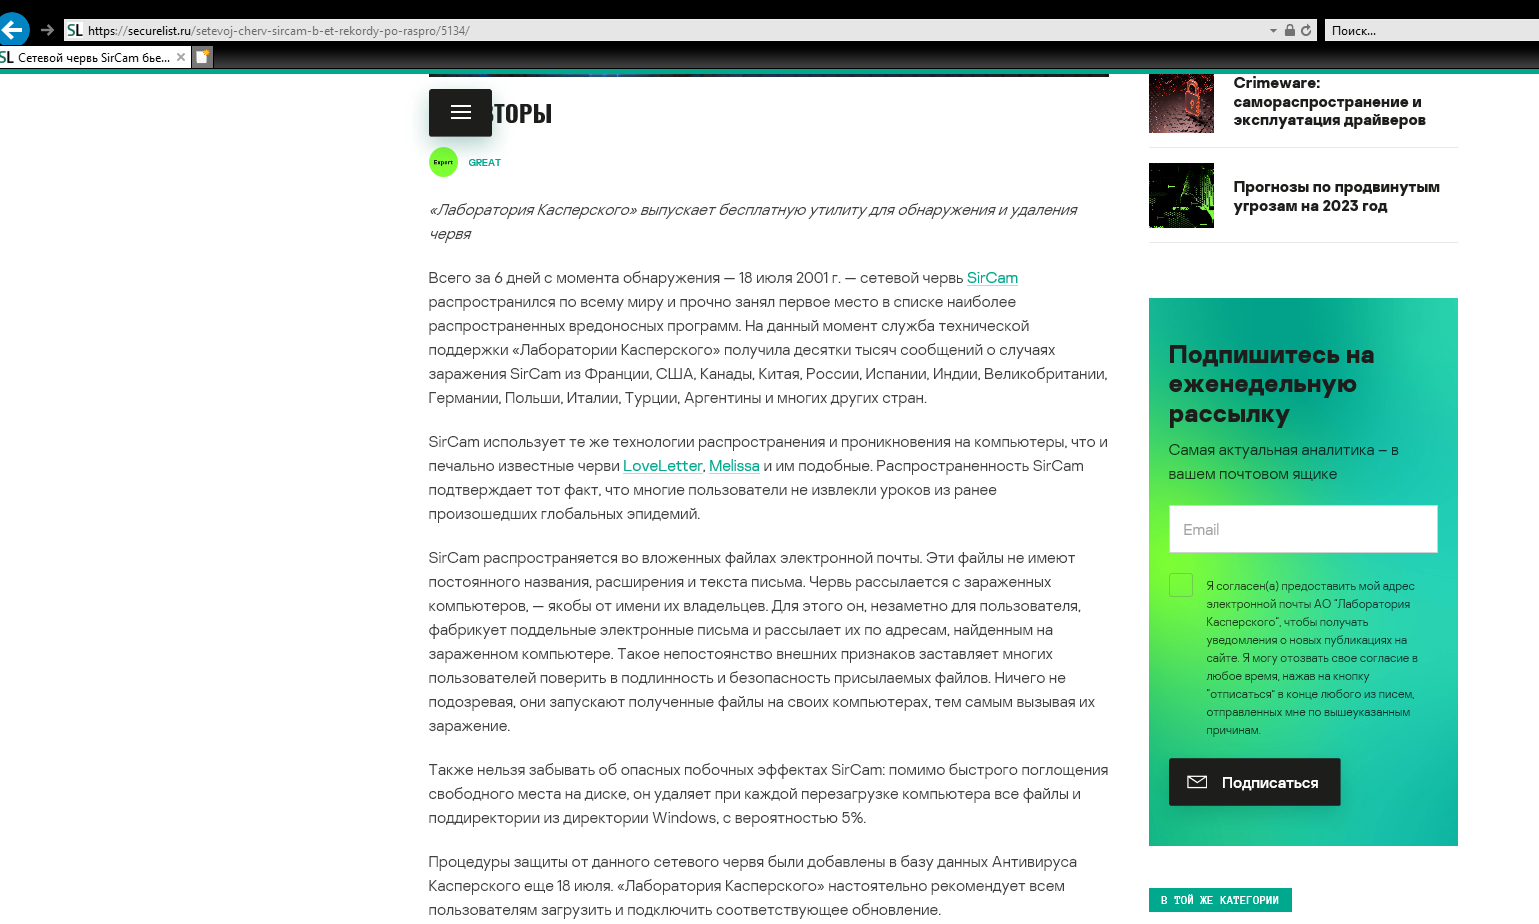 SL https://securelist.ru/setevoj-cherv-sircam-b-et-rekordy-po-raspro/5134/
Поиск...
SL Сетевой червь SirCam бье...
ВТОРЫ
Expert
GREAT
«Лаборатория Касперского» выпускает бесплатную утилиту для обнаружения и удаления
червя
Всего за 6 дней с момента обнаружения — 18 июля 2001 г. — сетевой червь SirCam
распространился по всему миру и прочно занял первое место в списке наиболее
распространенных вредоносных программ. На данный момент служба технической
поддержки «Лаборатории Касперского» получила десятки тысяч сообщений о случаях
заражения SirCam из Франции, США, Канады, Китая, России, Испании, Индии, Великобритании,
Германии, Польши, Италии, Турции, Аргентины и многих других стран.
SirCam использует те же технологии распространения и проникновения на компьютеры, что и
печально известные черви LoveLetter, Melissa и им подобные. Распространенность SirCam
подтверждает тот факт, что многие пользователи не извлекли уроков из ранее
произошедших глобальных эпидемий.
SirCam распространяется во вложенных файлах электронной почты. Эти файлы не имеют
постоянного названия, расширения и текста письма. Червь рассылается с зараженных
компьютеров, — якобы от имени их владельцев. Для этого он, незаметно для пользователя,
фабрикует поддельные электронные письма и рассылает их по адресам, найденным на
зараженном компьютере. Такое непостоянство внешних признаков заставляет многих
пользователей поверить в подлинность и безопасность присылаемых файлов. Ничего не
подозревая, они запускают полученные файлы на своих компьютерах, тем самым вызывая их
заражение.
Также нельзя забывать об опасных побочных эффектах SirCam: помимо быстрого поглощения
свободного места на диске, он удаляет при каждой перезагрузке компьютера все файлы и
поддиректории из директории Windows, с вероятностью 5%.
Процедуры защиты от данного сетевого червя были добавлены в базу данных Антивируса
Касперского еще 18 июля. «Лаборатория Касперского» настоятельно рекомендует всем
пользователям загрузить и подключить соответствующее обновление.
Crimeware:
самораспространение и
эксплуатация драйверов
Прогнозы по продвинутым
угрозам на 2023 год
Подпишитесь на
еженедельную
рассылку
Самая актуальная аналитика – в
вашем почтовом ящике
Email
Я согласен(а) предоставить мой адрес
электронной почты АО "Лаборатория
Касперского", чтобы получать
уведомления о новых публикациях на
сайте. Я могу отозвать свое согласие в
любое время, нажав на кнопку
"отписаться" в конце любого из писем,
отправленных мне по вышеуказанным
причинам.
Подписаться
В ТОЙ ЖЕ КАТЕГОРИИ